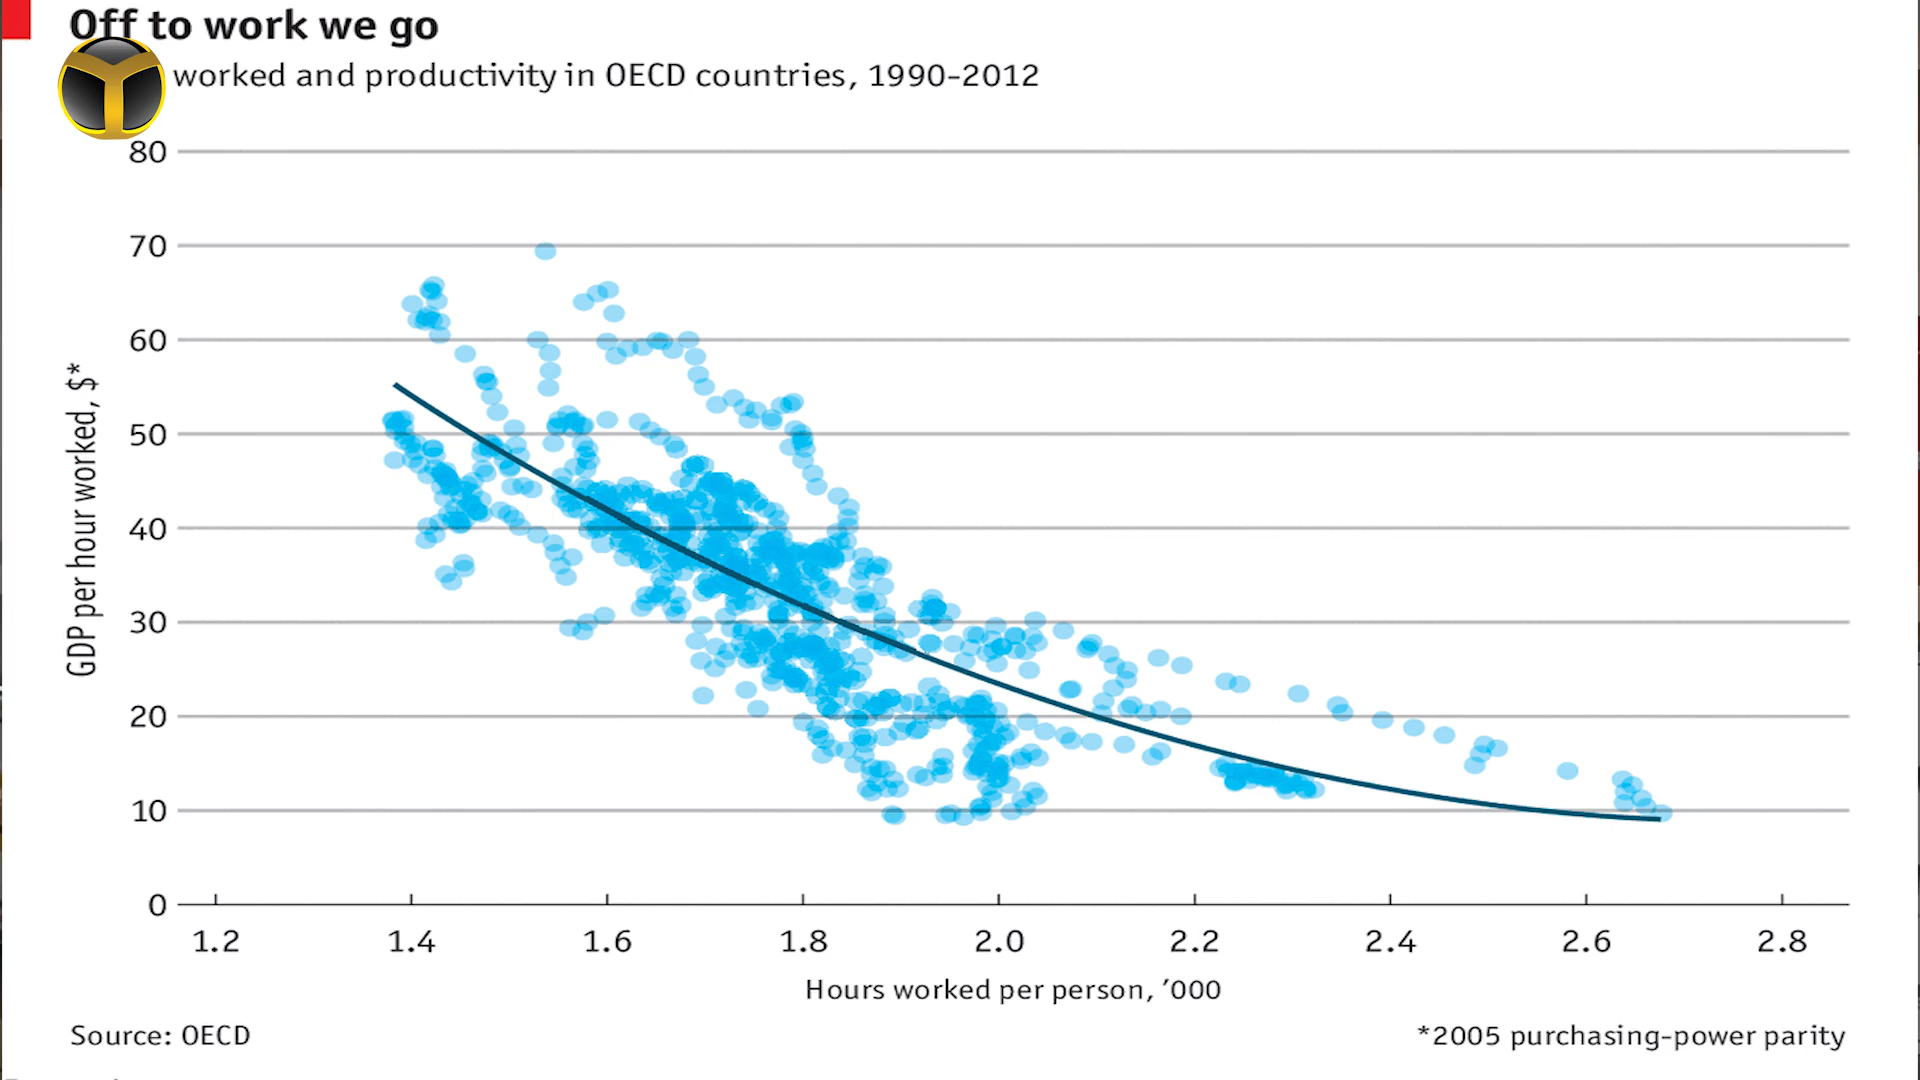 Off to work we go
worked and productivity in OECD countries, 1990-2012
80
70
60
50
40
30
20
10
0
GDP per hour worked, $*
1.2 1.4 1.6 1.8 2.0 2.2 2.4 2.6 2.8
Hours worked per person, ’000
Source: OECD
*2005 purchasing-power parity